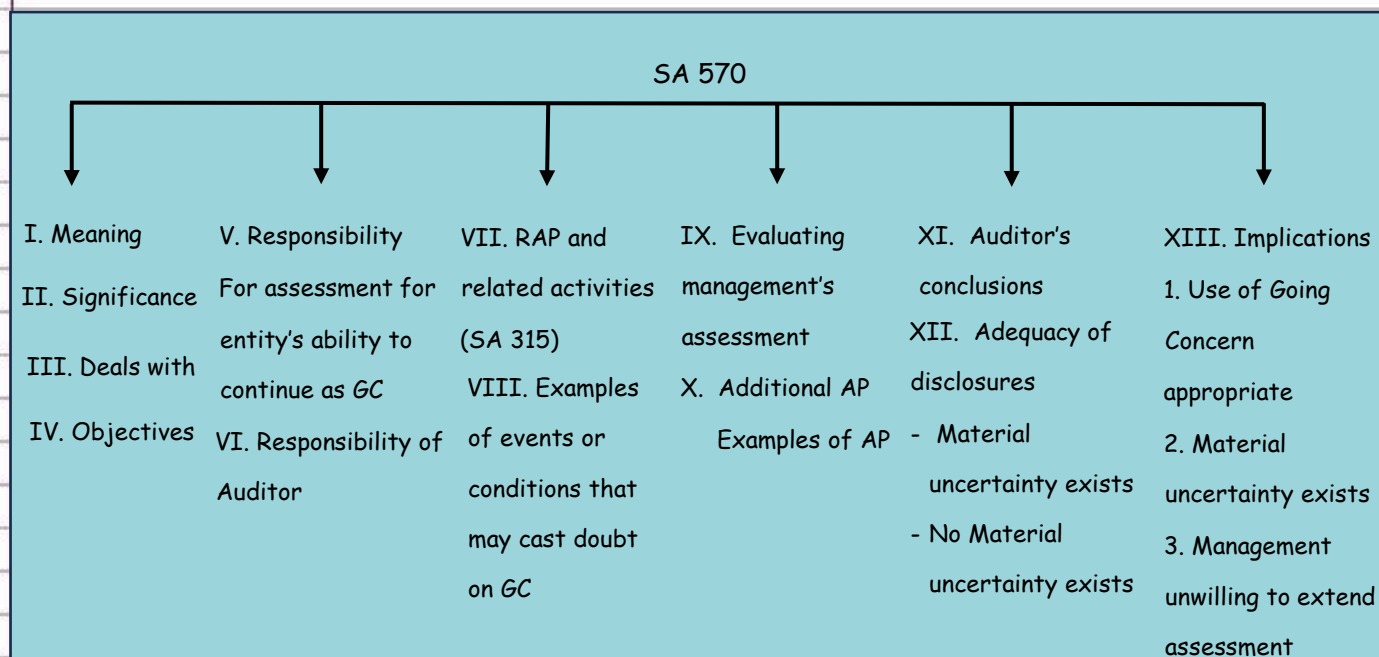 SA 570
I. Meaning
II. Significance
III. Deals with
IV. Objectives
V. Responsibility
For assessment for
entity's ability to
continue as GC
VI. Responsibility of
Auditor
VII. RAP and
related activities
(SA 315)
VIII. Examples
of events or
conditions that
may cast doubt
on GC
IX. Evaluating
management's
assessment
X. Additional AP
Examples of AP
XI. Auditor's
conclusions
XII. Adequacy of
disclosures
- Material
uncertainty exists
- No Material
uncertainty exists
XIII. Implications
1. Use of Going
Concern
appropriate
2. Material
uncertainty exists
3. Management
unwilling to extend
assessment